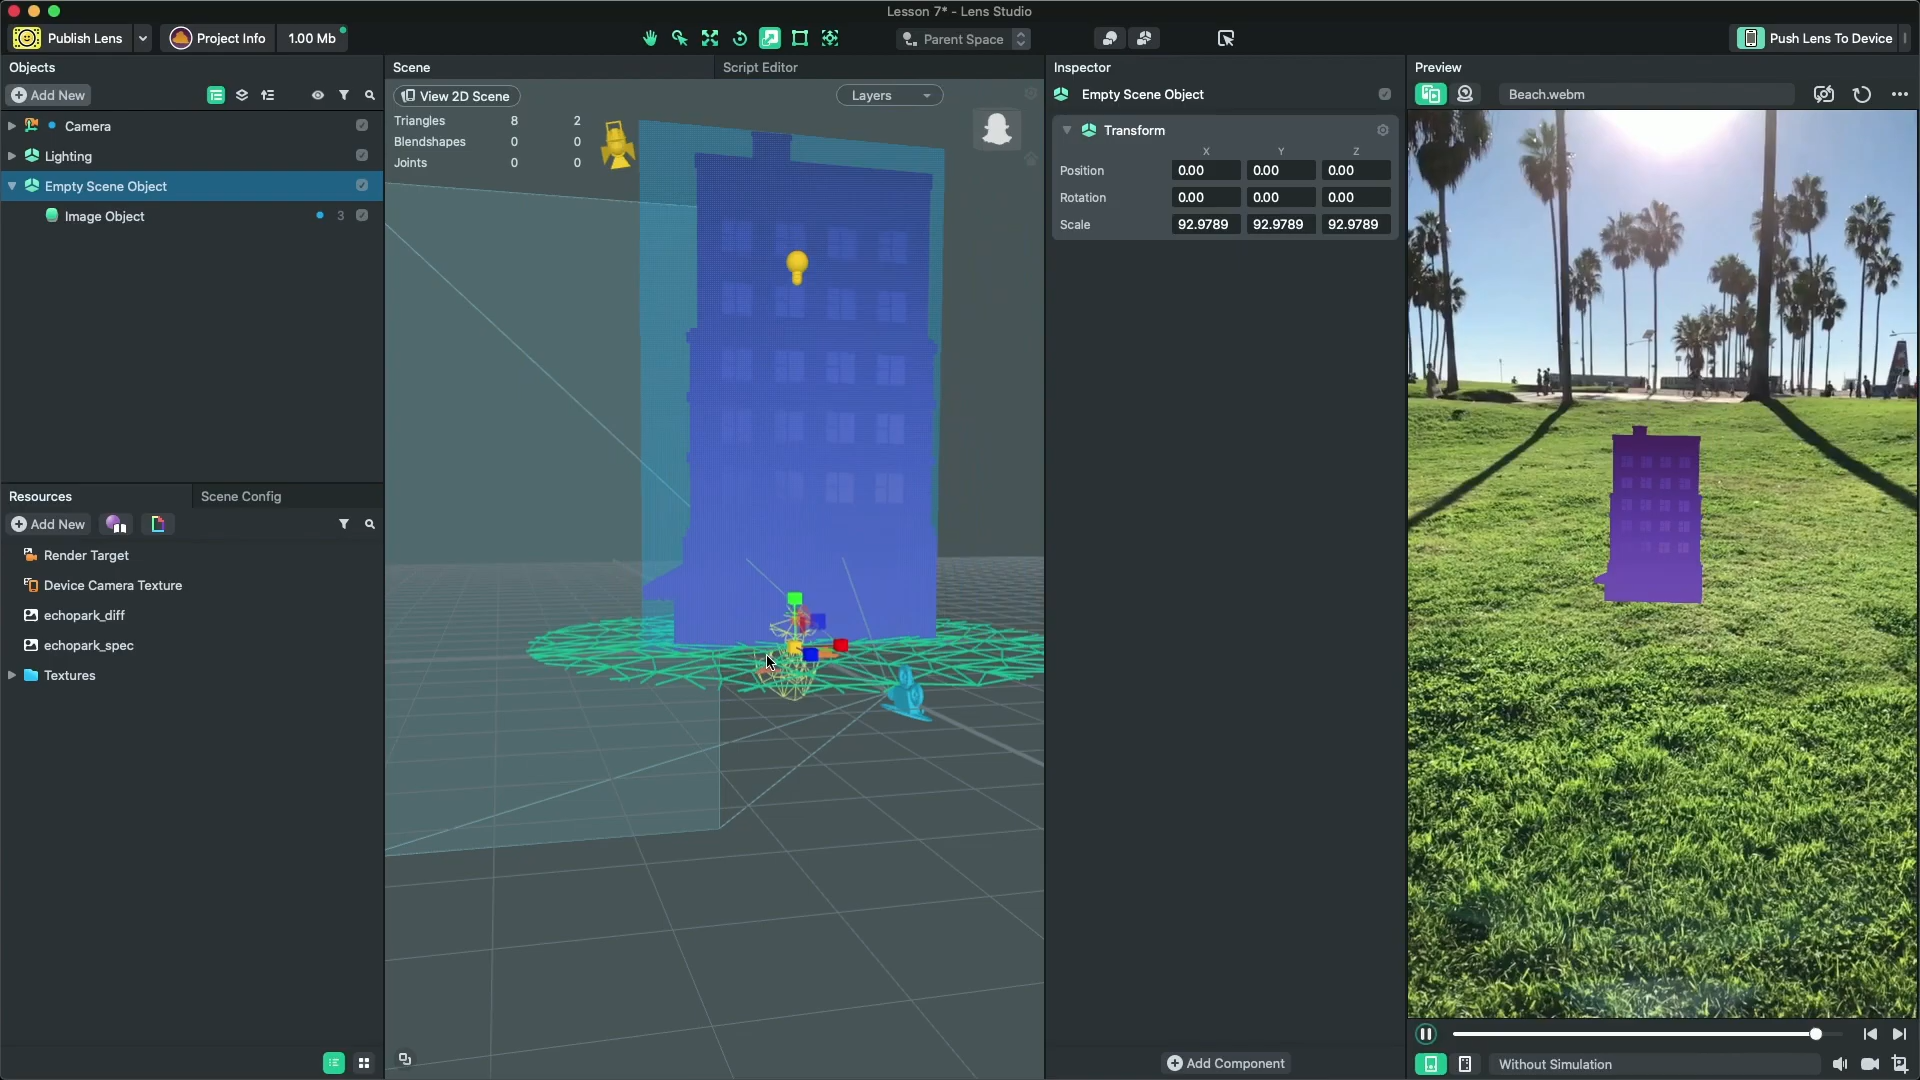 Lesson 7* - Lens Studio
Publish Lens
Project Info
1.00 Mb
Parent Space
Push Lens To Device
Objects
Add New
Camera
Lighting
Empty Scene Object
Image Object
3
Resources
Scene Config
Add New
Render Target
Device Camera Texture
echopark_diff
echopark_spec
Textures
Scene
Script Editor
View 2D Scene
Layers
Triangles 8 2
Blendshapes 0 0
Joints 0 0
Inspector
Empty Scene Object
Transform
X Y Z
Position 0.00 0.00 0.00
Rotation 0.00 0.00 0.00
Scale 92.9789 92.9789 92.9789
Add Component
Preview
Beach.webm
Without Simulation